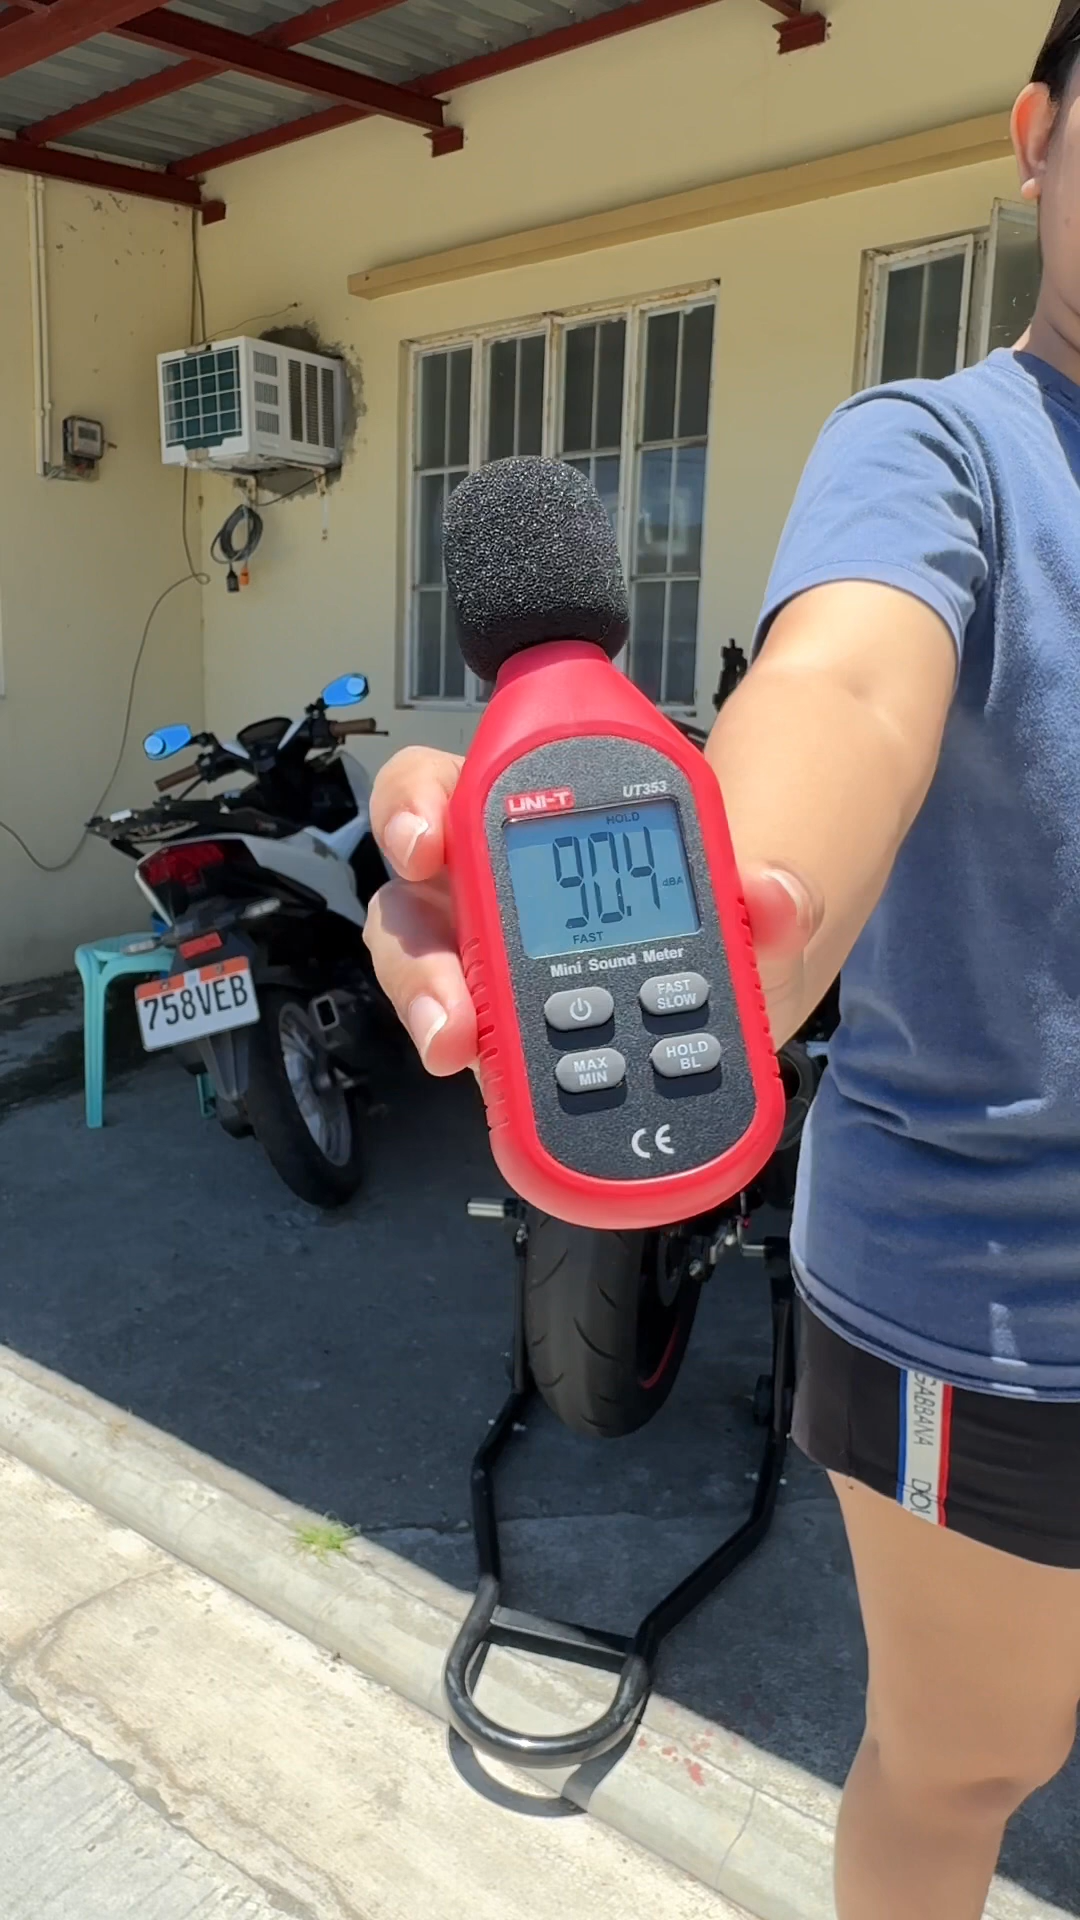 UNI-T UT353
HOLD
90.4 dBA
FAST
Mini Sound Meter
FAST
SLOW
MAX
MIN
HOLD
BL
CE
758VEB
GABBANA